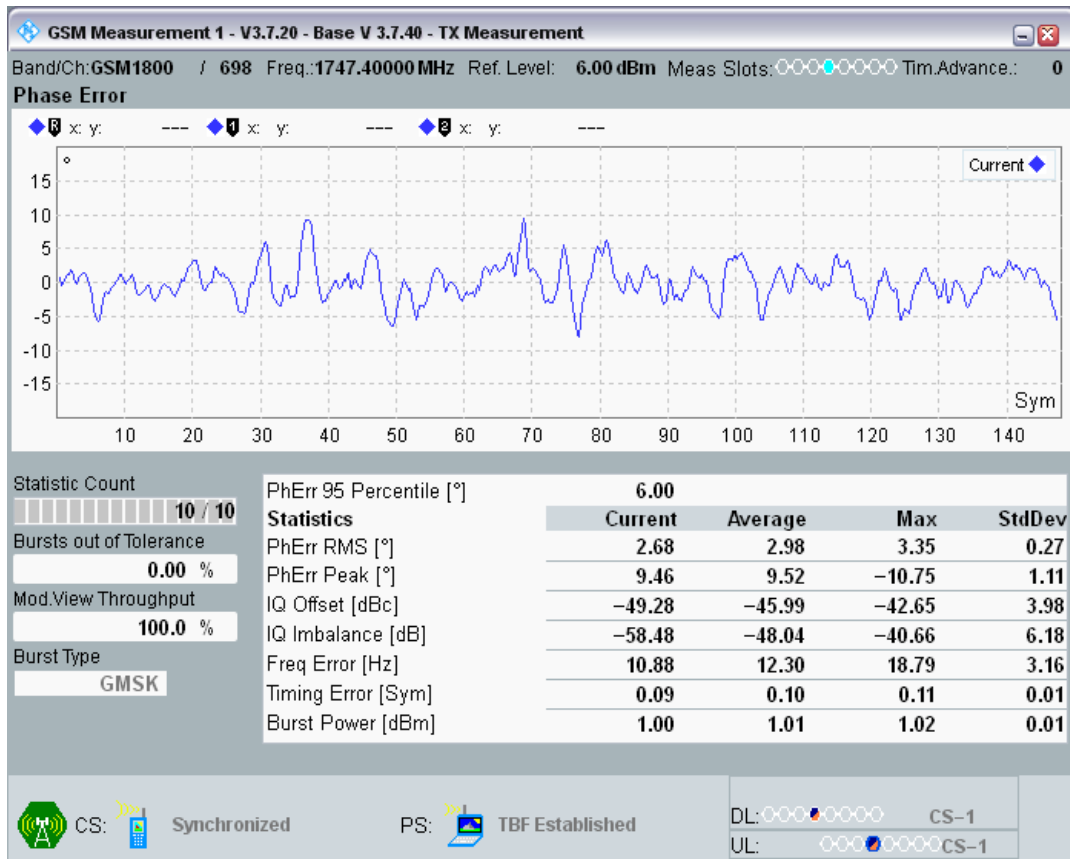 GSM Measurement 1 - V3.7.20 - Base V 3.7.40 - TX Measurement
Band/Ch:GSM1800 / 698 Freq.:1747.40000 MHz Ref. Level: 6.00 dBm Meas Slots: Tim.Advance.: 0
Phase Error
R x: y: --- 1 x: y: --- 2 x: y: ---
° Current
15
10
5
0
-5
-10
-15
Sym
10 20 30 40 50 60 70 80 90 100 110 120 130 140
Statistic Count
10 / 10
Bursts out of Tolerance
0.00 %
Mod.View Throughput
100.0 %
Burst Type
GMSK
PhErr 95 Percentile [°] 6.00
Statistics Current Average Max StdDev
PhErr RMS [°] 2.68 2.98 3.35 0.27
PhErr Peak [°] 9.46 9.52 −10.75 1.11
IQ Offset [dBc] −49.28 −45.99 −42.65 3.98
IQ Imbalance [dB] −58.48 −48.04 −40.66 6.18
Freq Error [Hz] 10.88 12.30 18.79 3.16
Timing Error [Sym] 0.09 0.10 0.11 0.01
Burst Power [dBm] 1.00 1.01 1.02 0.01
CS: Synchronized PS: TBF Established
DL: CS−1
UL: CS−1